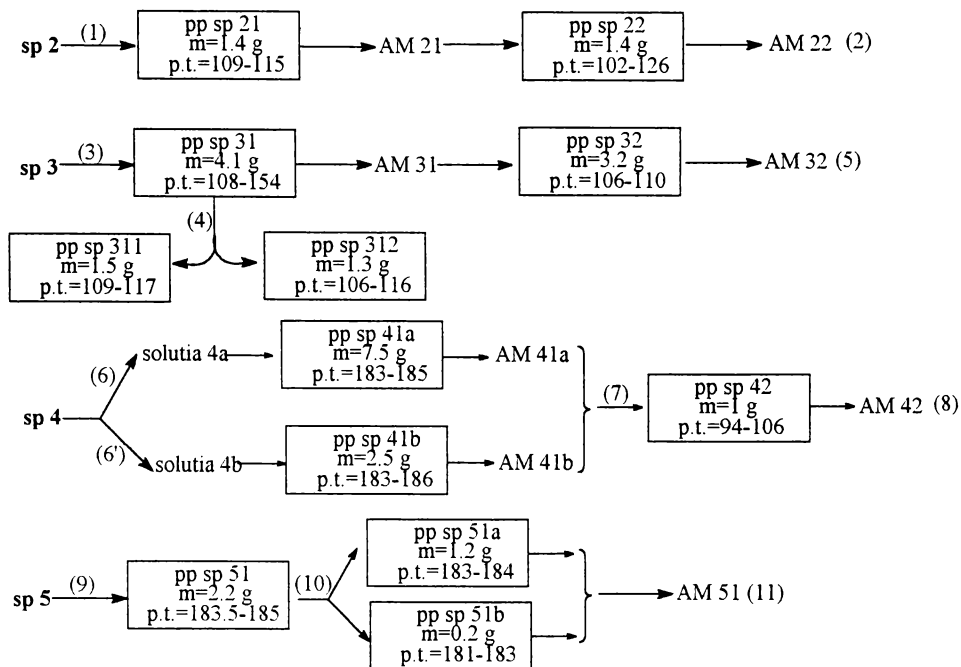 sp 2 (1) pp sp 21 AM 21 pp sp 22 AM 22 (2)
m=1.4 g m=1.4 g
p.t.=109-115 p.t.=102-126
sp 3 (3) pp sp 31 AM 31 pp sp 32 AM 32 (5)
m=4.1 g m=3.2 g
p.t.=108-154 p.t.=106-110
(4)
pp sp 311 pp sp 312
m=1.5 g m=1.3 g
p.t.=109-117 p.t.=106-116
solutia 4a pp sp 41a AM 41a
m=7.5 g
p.t.=183-185
sp 4 (6) (7) pp sp 42 AM 42 (8)
m=1 g
p.t.=94-106
(6')
solutia 4b pp sp 41b AM 41b
m=2.5 g
p.t.=183-186
sp 5 (9) pp sp 51 (10)
m=2.2 g
p.t.=183.5-185
pp sp 51a
m=1.2 g
p.t.=183-184
AM 51 (11)
pp sp 51b
m=0.2 g
p.t.=181-183